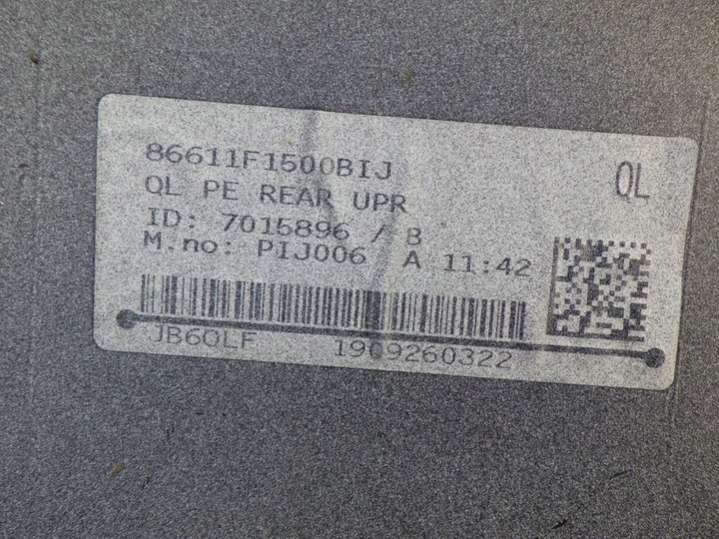 86611F1500BIJ
QL
QL PE REAR UPR
ID: 7015896 / B
M.no: PIJ006 A 11:42
JB6QLF 1909260322